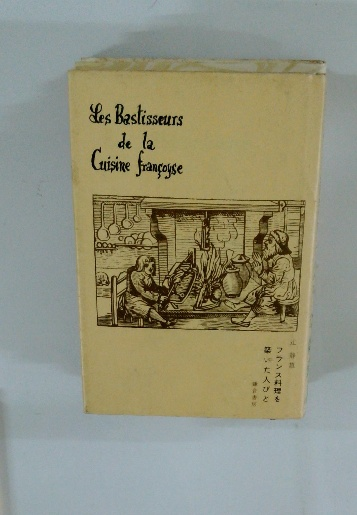 Les Bastisseurs
de la
Cuisine françoyse
フランス料理を
築いた人びと